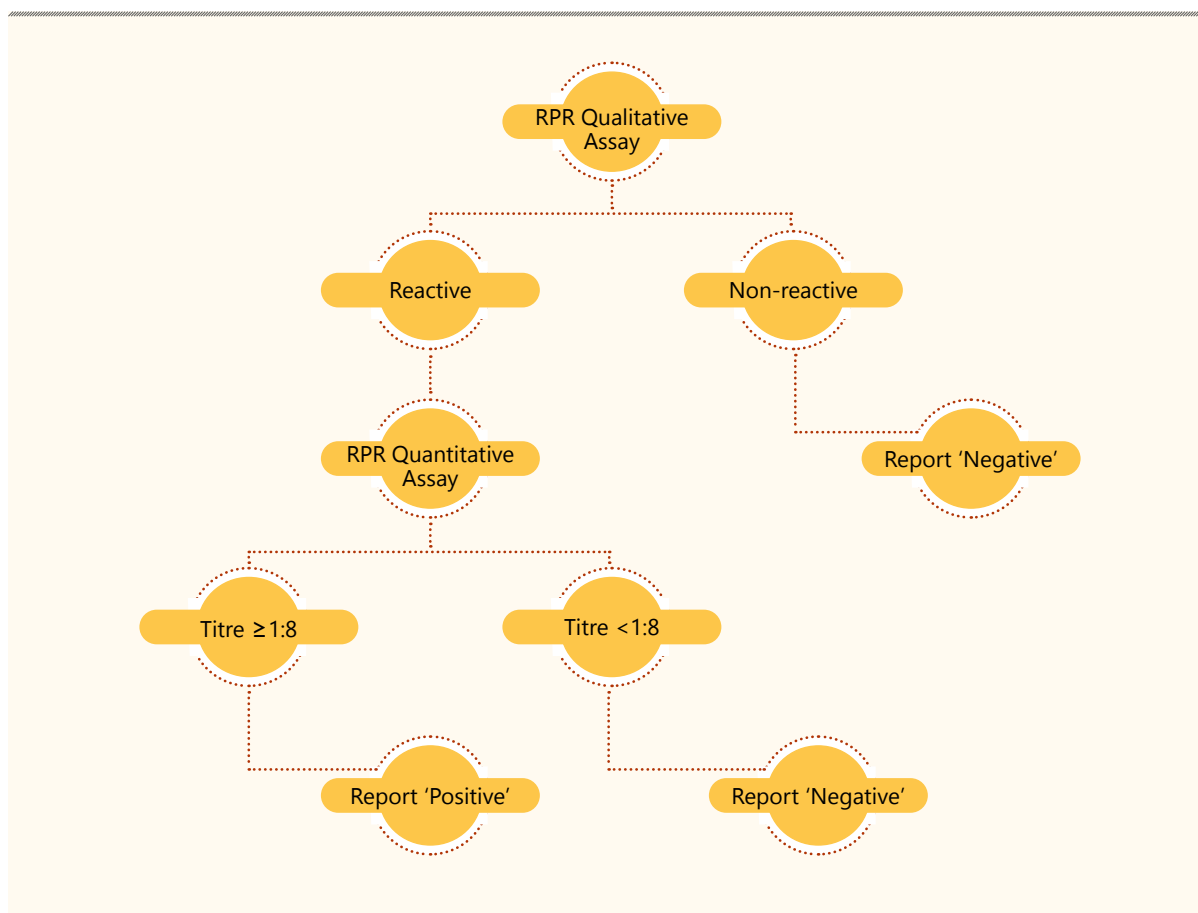 RPR Qualitative
Assay
Reactive
Non-reactive
RPR Quantitative
Assay
Report ‘Negative’
Titre ≥1:8
Titre <1:8
Report ‘Positive’
Report ‘Negative’